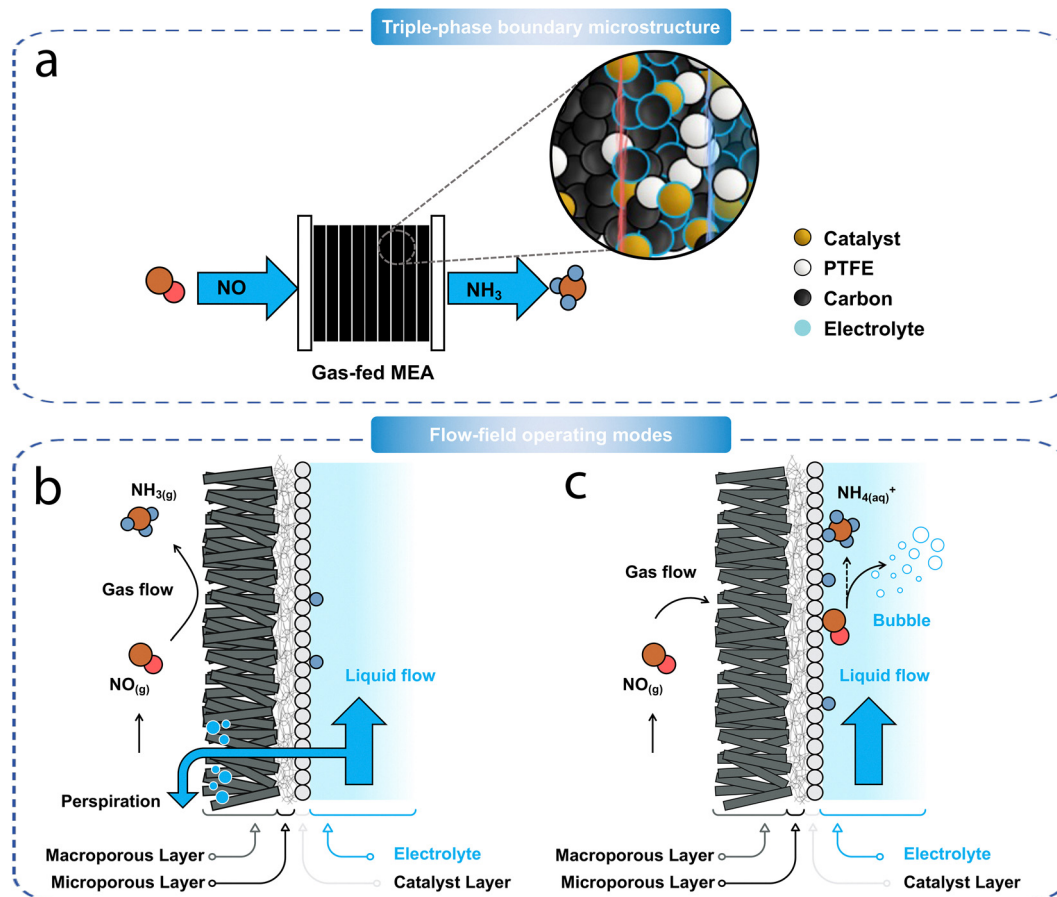 Triple-phase boundary microstructure
a
NO
NH₃
Gas-fed MEA
Catalyst
PTFE
Carbon
Electrolyte
Flow-field operating modes
b
NH₃(g)
Gas flow
NO(g)
Liquid flow
Perspiration
Macroporous Layer
Microporous Layer
Electrolyte
Catalyst Layer
c
NH₄(aq)⁺
Gas flow
Bubble
NO(g)
Liquid flow
Macroporous Layer
Microporous Layer
Electrolyte
Catalyst Layer